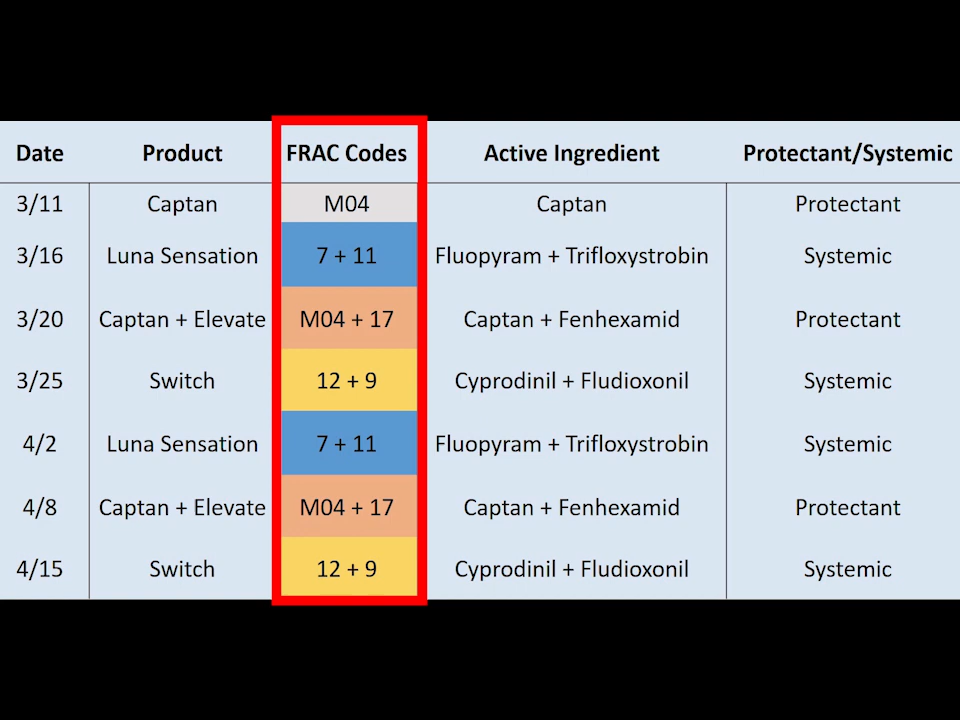 Date Product FRAC Codes Active Ingredient Protectant/Systemic
3/11 Captan M04 Captan Protectant
3/16 Luna Sensation 7 + 11 Fluopyram + Trifloxystrobin Systemic
3/20 Captan + Elevate M04 + 17 Captan + Fenhexamid Protectant
3/25 Switch 12 + 9 Cyprodinil + Fludioxonil Systemic
4/2 Luna Sensation 7 + 11 Fluopyram + Trifloxystrobin Systemic
4/8 Captan + Elevate M04 + 17 Captan + Fenhexamid Protectant
4/15 Switch 12 + 9 Cyprodinil + Fludioxonil Systemic